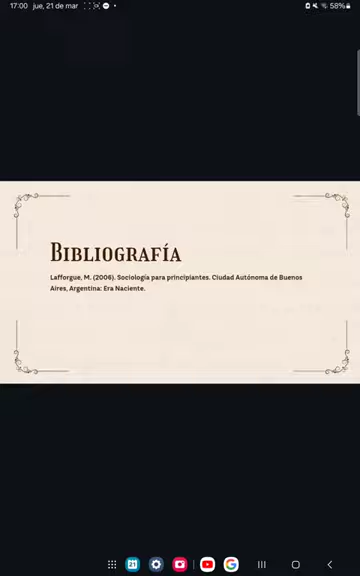 17:00 jue, 21 de mar
58%
Bibliografía
Lafforgue, M. (2006). Sociología para principiantes. Ciudad Autónoma de Buenos
Aires, Argentina: Era Naciente.
21